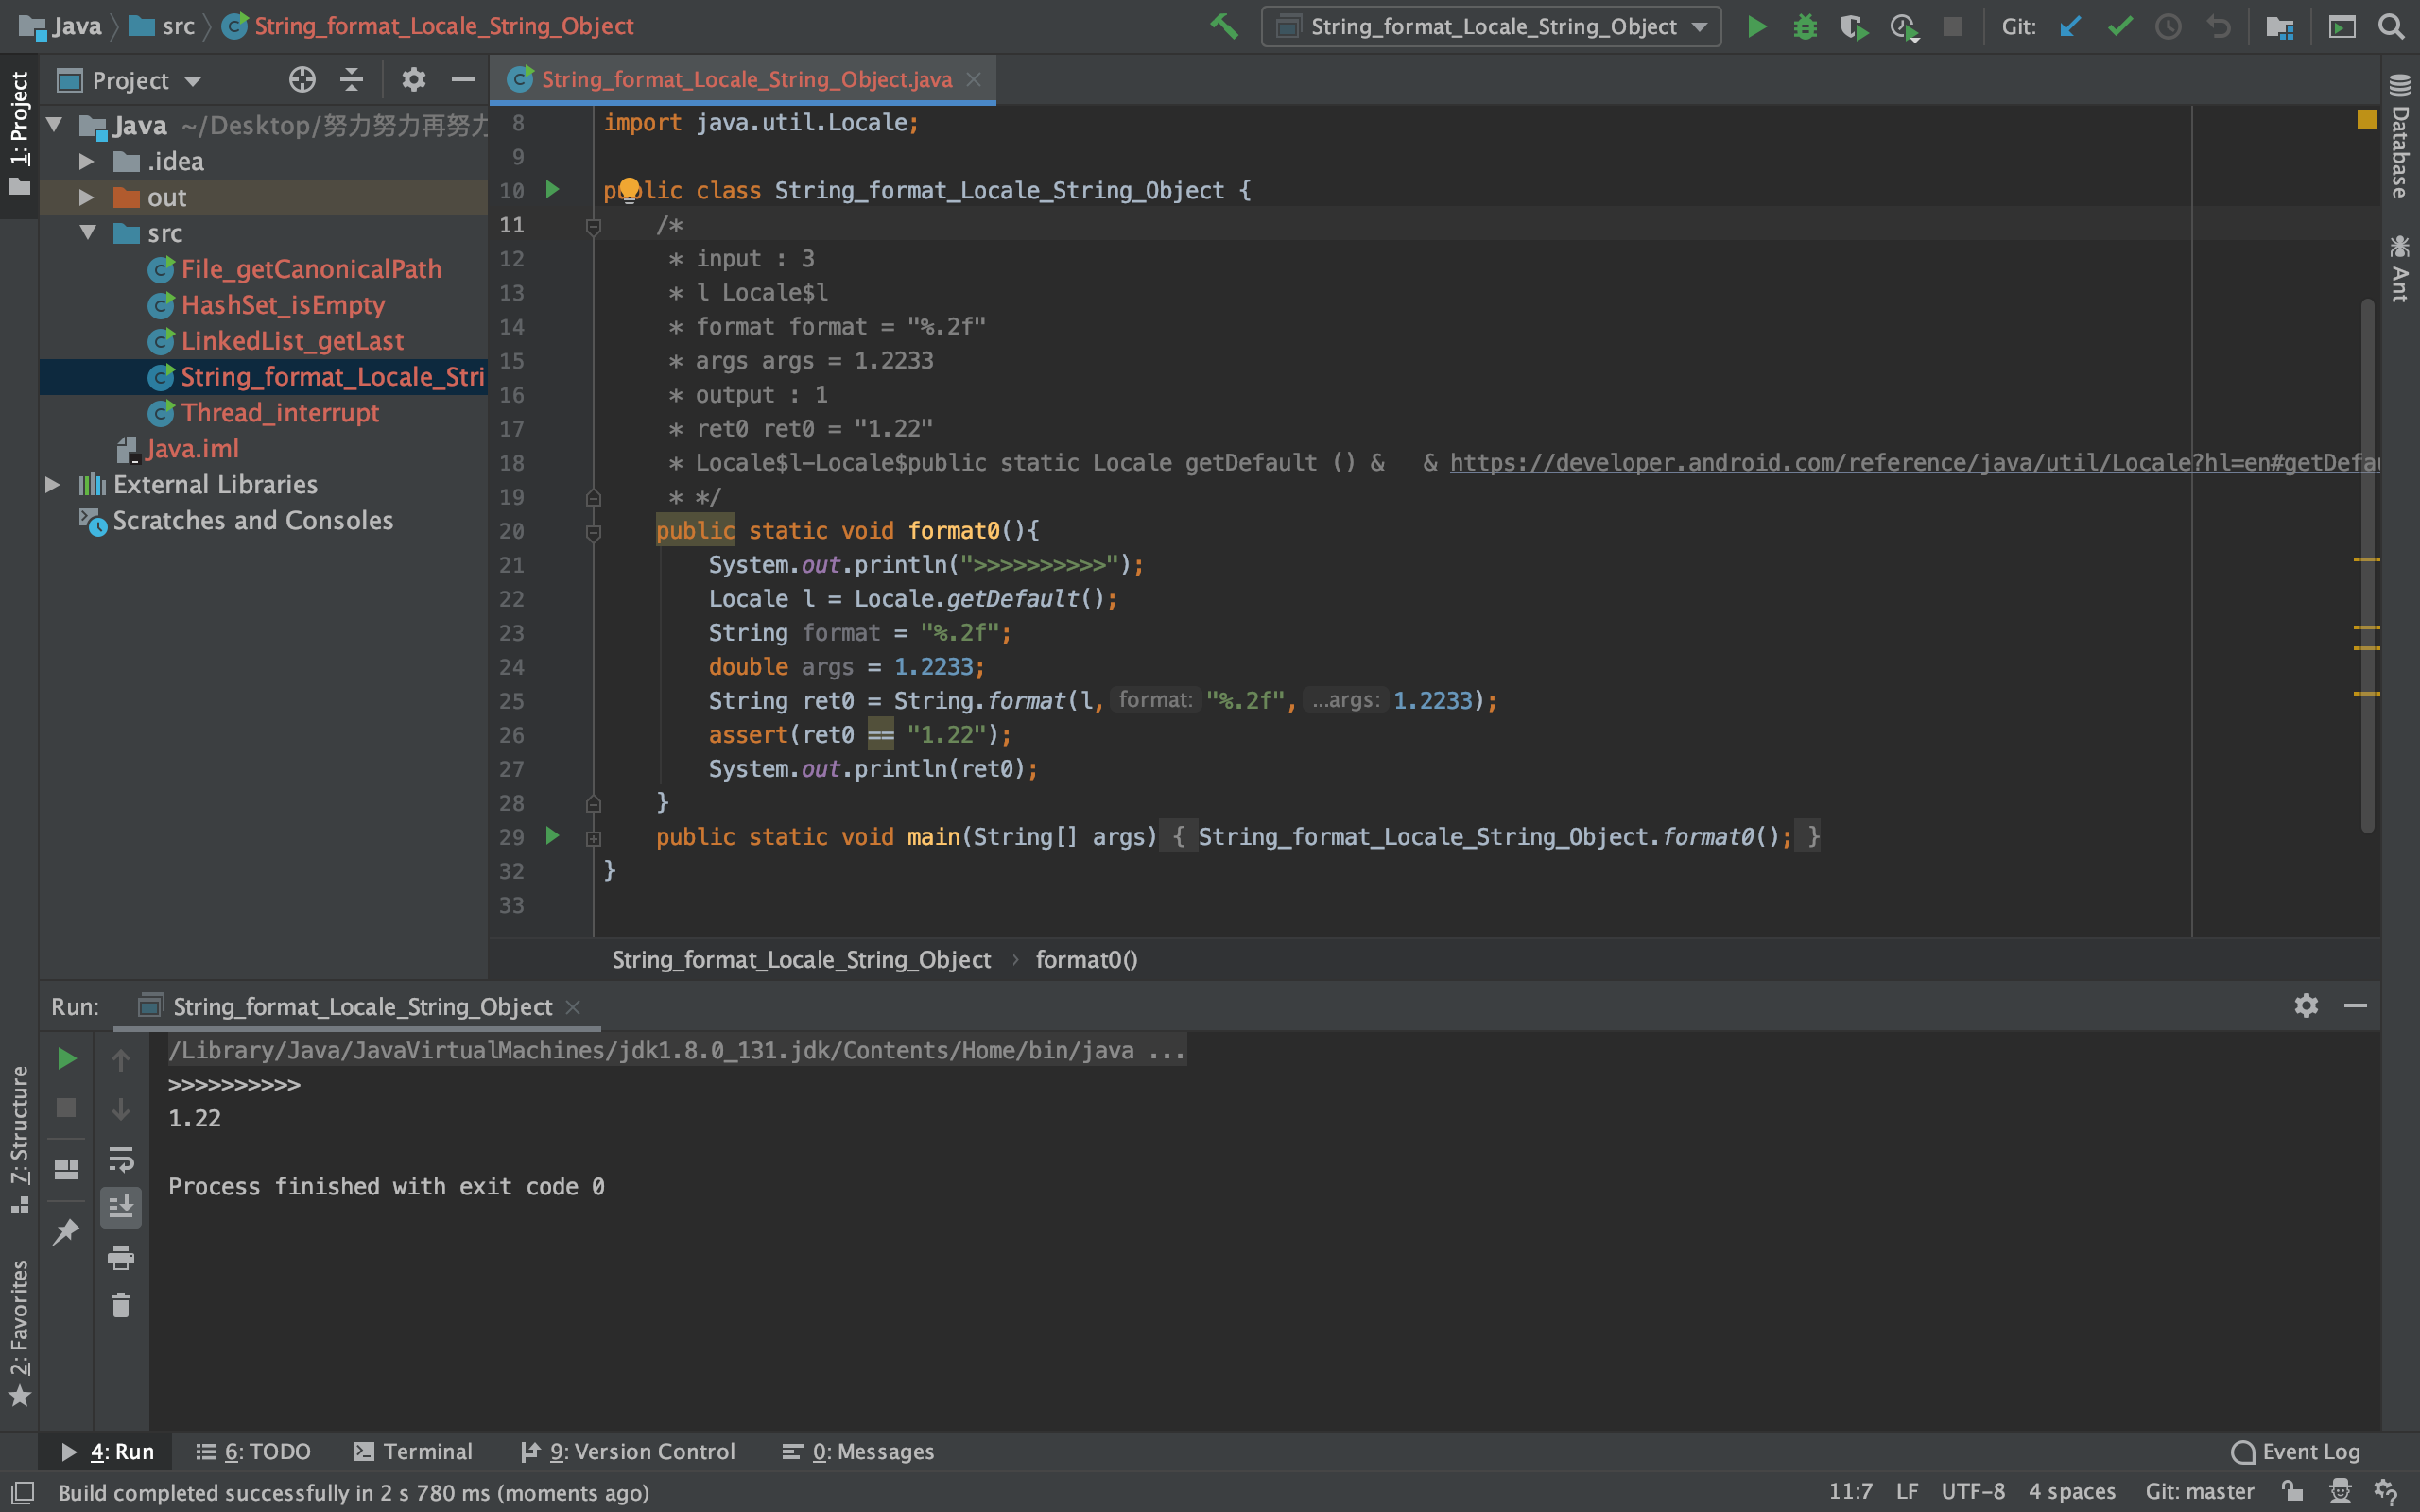 Java src String_format_Locale_String_Object
String_format_Locale_String_Object Git:
1: Project
Project
String_format_Locale_String_Object.java
Java ~/Desktop/努力努力再努力
.idea
out
src
File_getCanonicalPath
HashSet_isEmpty
LinkedList_getLast
String_format_Locale_Stri
Thread_interrupt
Java.iml
External Libraries
Scratches and Consoles
8 import java.util.Locale;
9
10 public class String_format_Locale_String_Object {
11 /*
12 * input : 3
13 * l Locale$l
14 * format format = "%.2f"
15 * args args = 1.2233
16 * output : 1
17 * ret0 ret0 = "1.22"
18 * Locale$l-Locale$public static Locale getDefault () & & https://developer.android.com/reference/java/util/Locale?hl=en#getDefau
19 * */
20 public static void format0(){
21 System.out.println(">>>>>>>>>>");
22 Locale l = Locale.getDefault();
23 String format = "%.2f";
24 double args = 1.2233;
25 String ret0 = String.format(l, format: "%.2f", ...args: 1.2233);
26 assert(ret0 == "1.22");
27 System.out.println(ret0);
28 }
29 public static void main(String[] args) { String_format_Locale_String_Object.format0(); }
32 }
33
String_format_Locale_String_Object › format0()
Database
Ant
Run: String_format_Locale_String_Object
/Library/Java/JavaVirtualMachines/jdk1.8.0_131.jdk/Contents/Home/bin/java ...
>>>>>>>>>>
1.22
Process finished with exit code 0
7: Structure
2: Favorites
4: Run 6: TODO Terminal 9: Version Control 0: Messages Event Log
Build completed successfully in 2 s 780 ms (moments ago) 11:7 LF UTF-8 4 spaces Git: master